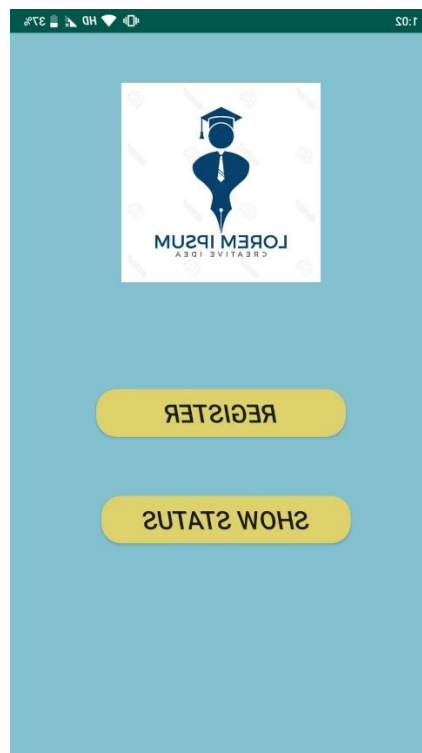 1:02 HD 37%
LOREM IPSUM
CREATIVE IDEA
REGISTER
SHOW STATUS